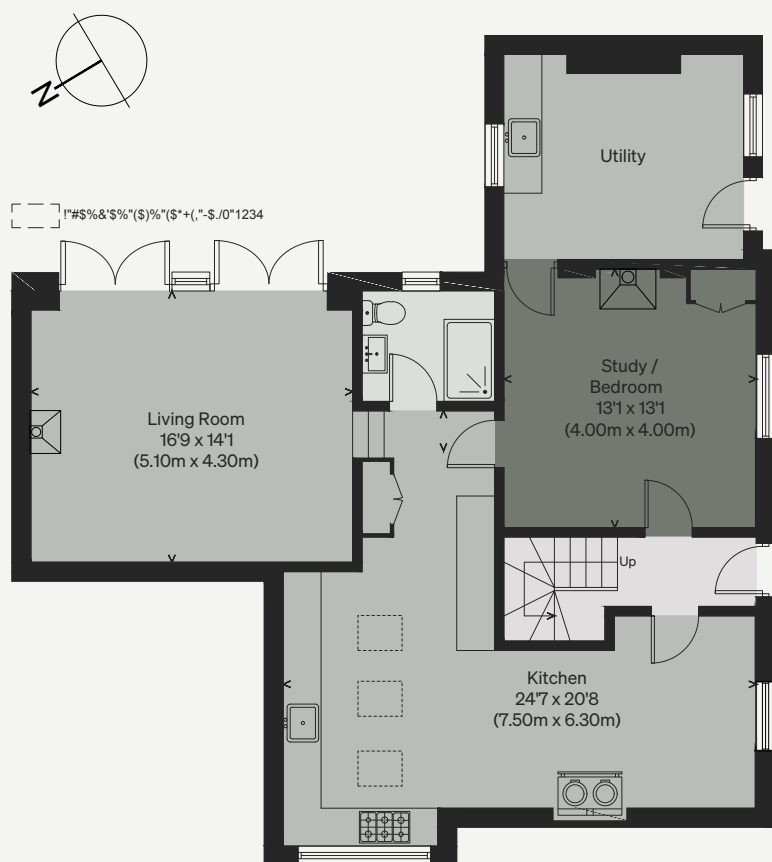 N
Utility
!"#$%&'$%"($)%"($*+(,"-$./0"1234
Study /
Bedroom
13'1 x 13'1
(4.00m x 4.00m)
Living Room
16'9 x 14'1
(5.10m x 4.30m)
Up
Kitchen
24'7 x 20'8
(7.50m x 6.30m)